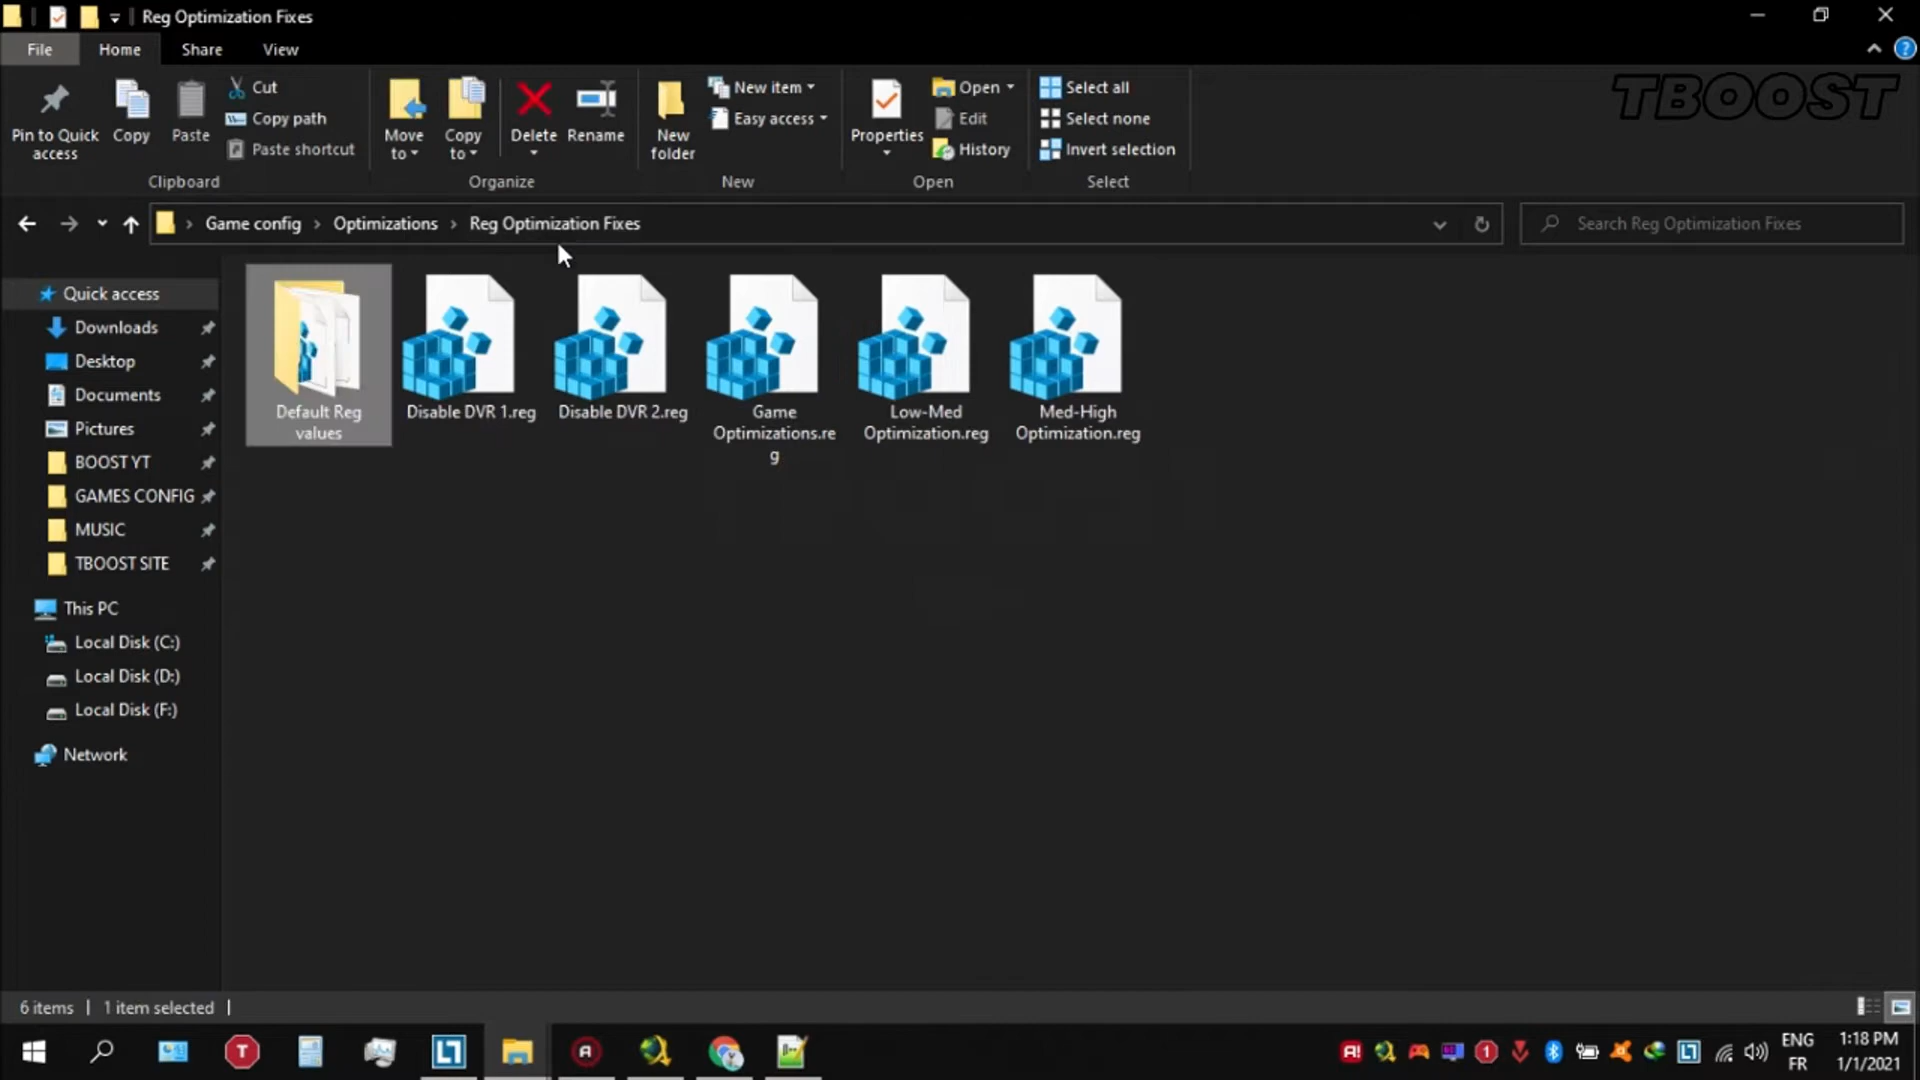 Reg Optimization Fixes
File Home Share View
TBOOST
Pin to Quick access
Copy
Paste
Cut
Copy path
Paste shortcut
Clipboard
Move to
Copy to
Delete
Rename
Organize
New folder
New item
Easy access
New
Properties
Open
Edit
History
Open
Select all
Select none
Invert selection
Select
Game config > Optimizations > Reg Optimization Fixes
Search Reg Optimization Fixes
Quick access
Downloads
Desktop
Documents
Pictures
BOOST YT
GAMES CONFIG
MUSIC
TBOOST SITE
This PC
Local Disk (C:)
Local Disk (D:)
Local Disk (F:)
Network
Default Reg
values
Disable DVR 1.reg
Disable DVR 2.reg
Game
Optimizations.re
g
Low-Med
Optimization.reg
Med-High
Optimization.reg
6 items | 1 item selected |
ENG
FR
1:18 PM
1/1/2021